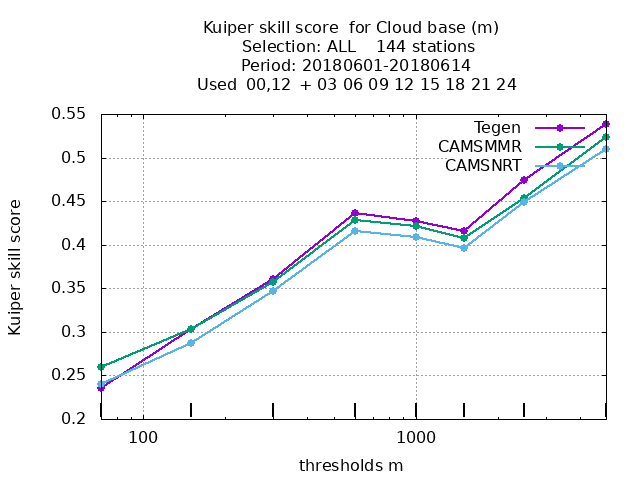 Kuiper skill score  for Cloud base (m)
Selection: ALL    144 stations
Period: 20180601-20180614
Used  00,12  + 03 06 09 12 15 18 21 24
Kuiper skill score
0.55
0.5
0.45
0.4
0.35
0.3
0.25
0.2
Tegen
CAMSMMR
CAMSNRT
100
1000
thresholds m